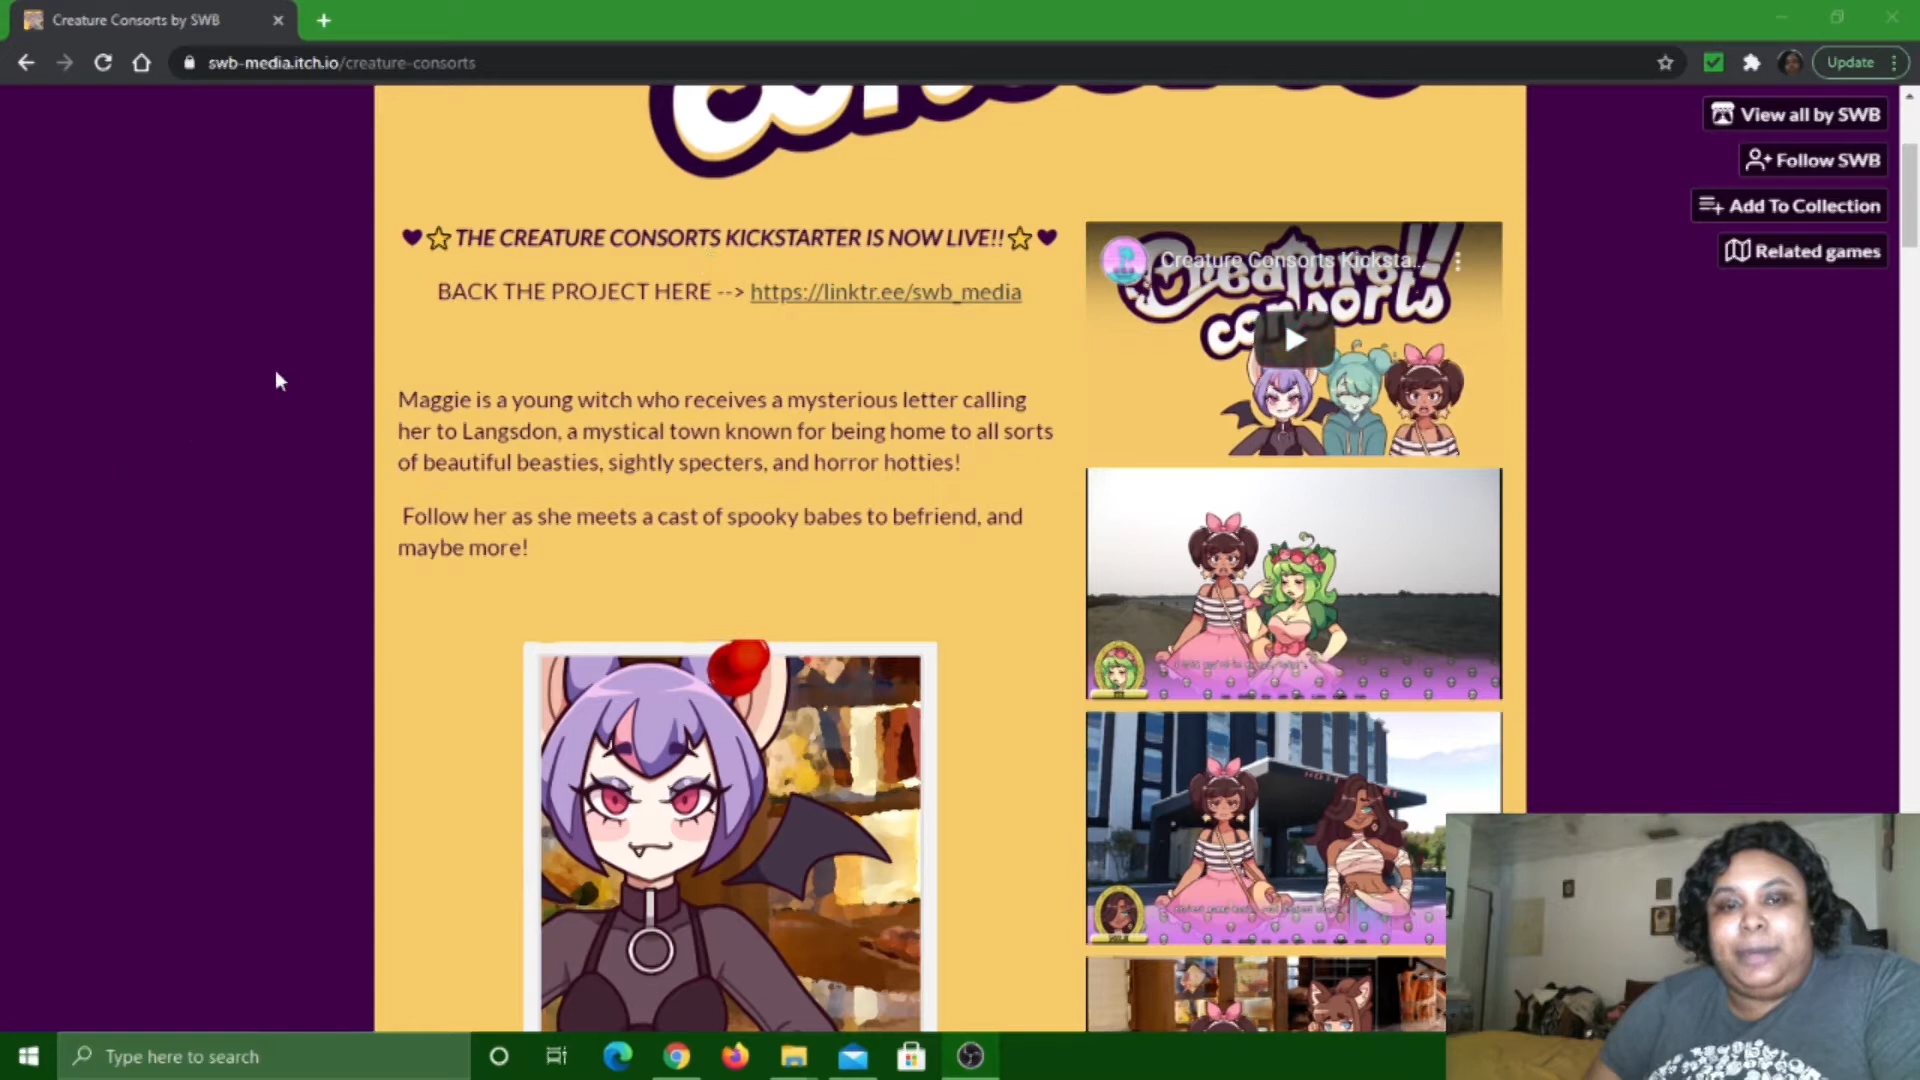 Creature Consorts by SWB
swb-media.itch.io/creature-consorts
Update
consorts
View all by SWB
Follow SWB
Add To Collection
Related games
THE CREATURE CONSORTS KICKSTARTER IS NOW LIVE!!
BACK THE PROJECT HERE --> https://linktr.ee/swb_media
Maggie is a young witch who receives a mysterious letter calling
her to Langsdon, a mystical town known for being home to all sorts
of beautiful beasties, sightly specters, and horror hotties!
Follow her as she meets a cast of spooky babes to befriend, and
maybe more!
Creature Consorts Kicksta...
Creature!!
consorts
Type here to search